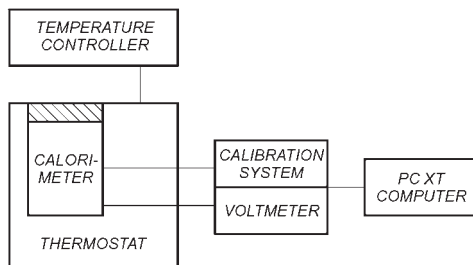 TEMPERATURE
CONTROLLER
CALORI-
METER
THERMOSTAT
CALIBRATION
SYSTEM
VOLTMETER
PC XT
COMPUTER